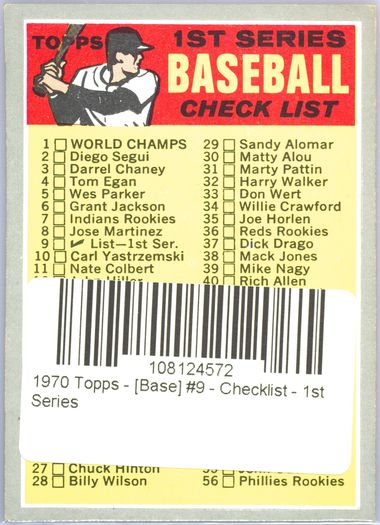 TOPPS
1ST SERIES
BASEBALL
CHECK LIST
1 WORLD CHAMPS
2 Diego Segui
3 Darrel Chaney
4 Tom Egan
5 Wes Parker
6 Grant Jackson
7 Indians Rookies
8 Jose Martinez
9 ✔ List—1st Ser.
10 Carl Yastrzemski
11 Nate Colbert
29 Sandy Alomar
30 Matty Alou
31 Marty Pattin
32 Harry Walker
33 Don Wert
34 Willie Crawford
35 Joe Horlen
36 Reds Rookies
37 Dick Drago
38 Mack Jones
39 Mike Nagy
40 Rich Allen
108124572
1970 Topps - [Base] #9 - Checklist - 1st
Series
27 Chuck Hinton
28 Billy Wilson
56 Phillies Rookies